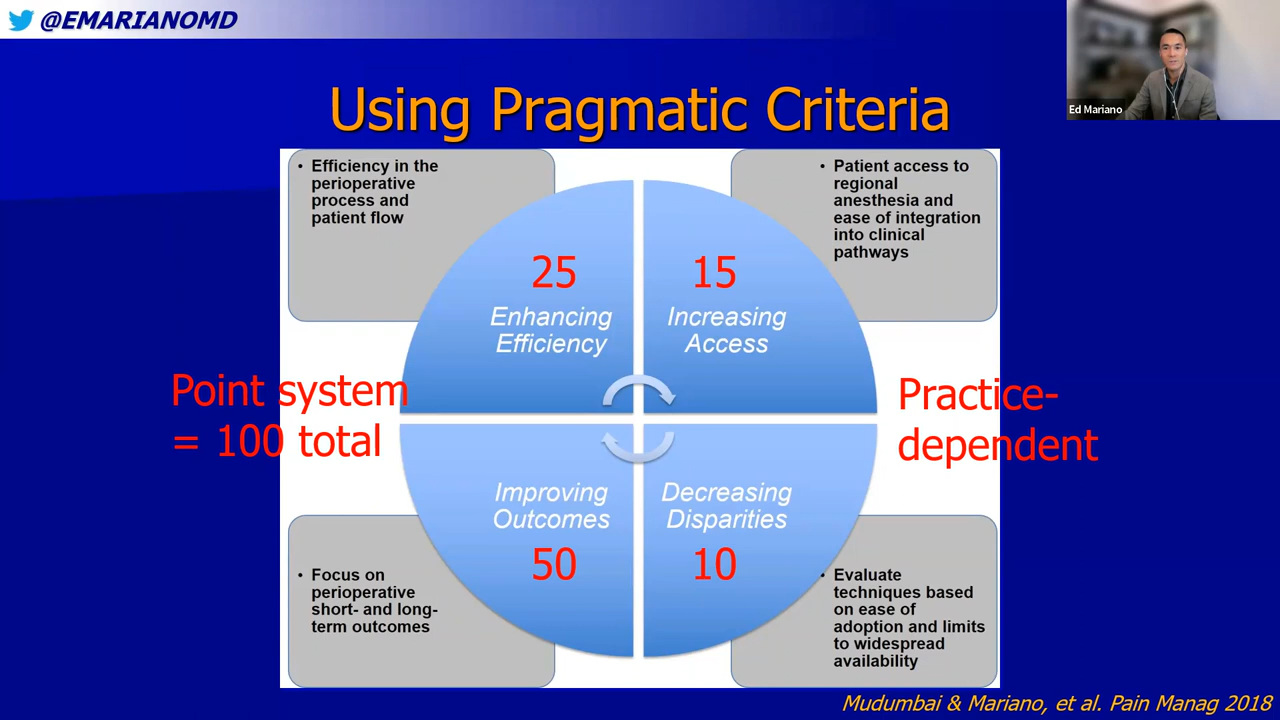 @EMARIANOMD
Ed Mariano
Using Pragmatic Criteria
• Efficiency in the
perioperative
process and
patient flow
• Patient access to
regional
anesthesia and
ease of integration
into clinical
pathways
25
Enhancing
Efficiency
15
Increasing
Access
Point system
= 100 total
Practice-
dependent
Improving
Outcomes
50
Decreasing
Disparities
10
• Focus on
perioperative
short- and long-
term outcomes
• Evaluate
techniques based
on ease of
adoption and limits
to widespread
availability
Mudumbai & Mariano, et al. Pain Manag 2018